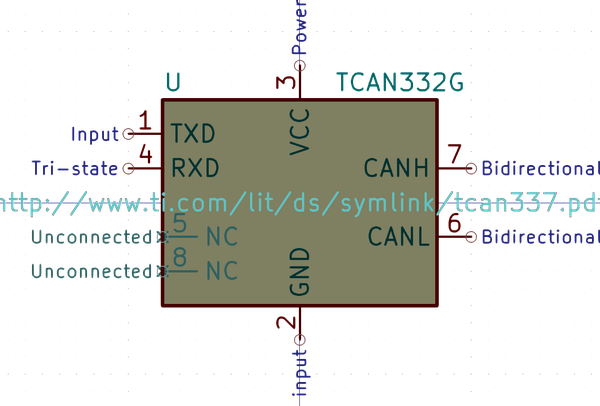 Power
3
U
TCAN332G
VCC
Input
1
TXD
Tri-state
4
RXD
CANH
7
Bidirectional
http://www.ti.com/lit/ds/symlink/tcan337.pd
Unconnected
5
NC
CANL
6
Bidirectional
Unconnected
8
NC
GND
2
input